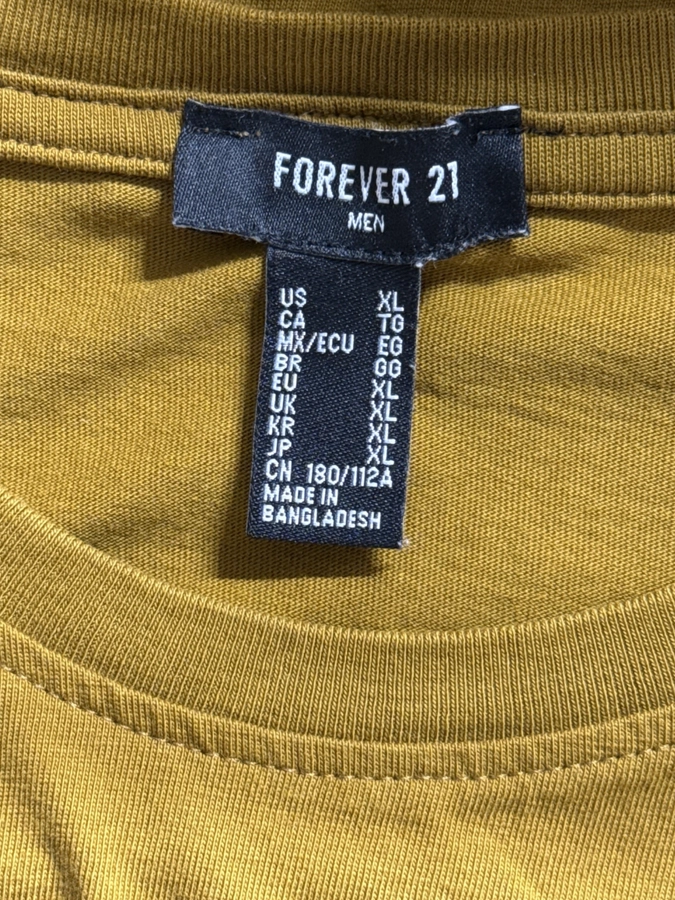 FOREVER 21
MEN
US XL
CA TG
MX/ECU EG
BR GG
EU XL
UK XL
KR XL
JP XL
CN 180/112A
MADE IN
BANGLADESH